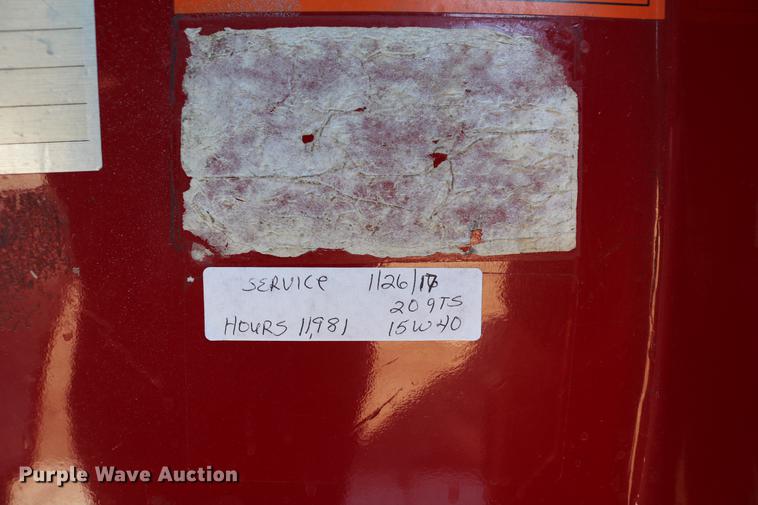 SERVICE 1/26/17
20 QTS
HOURS 11,981 15W40
Purple Wave Auction